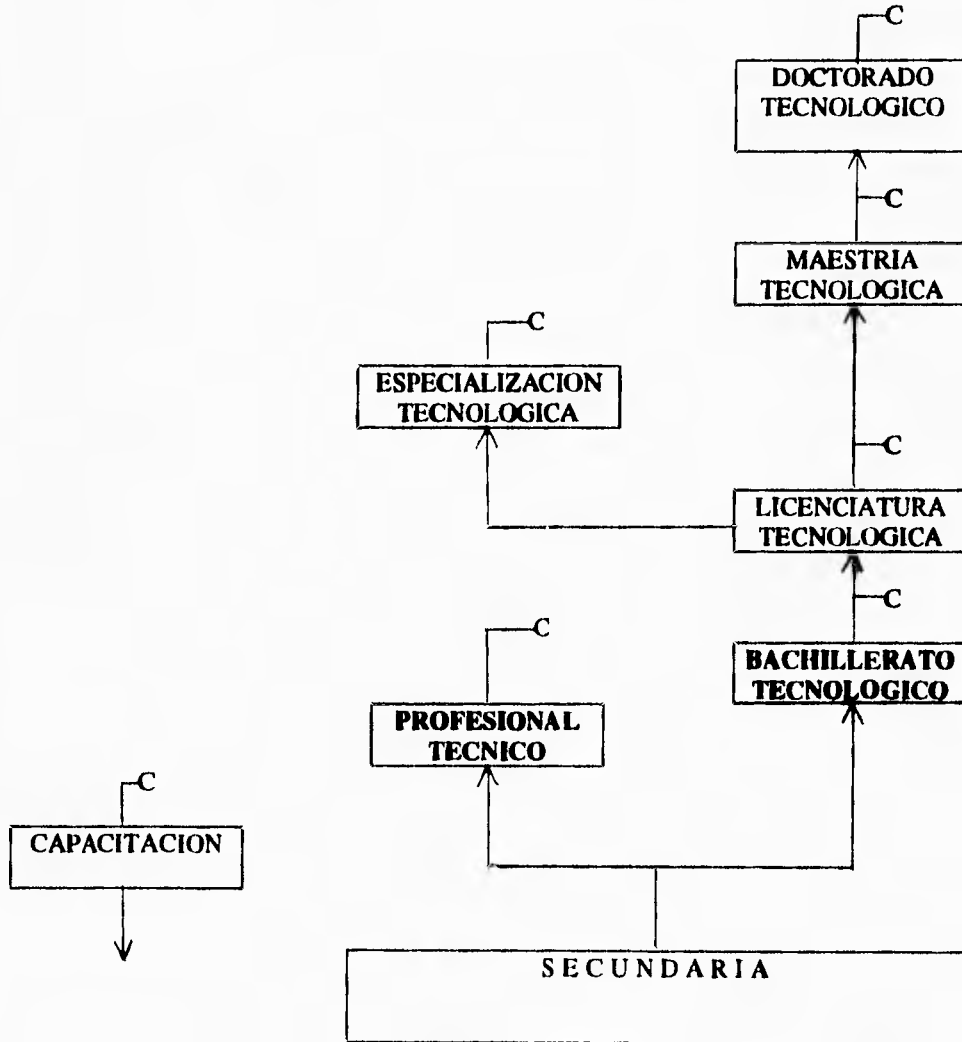 C
DOCTORADO
TECNOLOGICO
C
MAESTRIA
TECNOLOGICA
C
ESPECIALIZACION
TECNOLOGICA
C
LICENCIATURA
TECNOLOGICA
C
C
BACHILLERATO
TECNOLOGICO
PROFESIONAL
TECNICO
C
CAPACITACION
SECUNDARIA